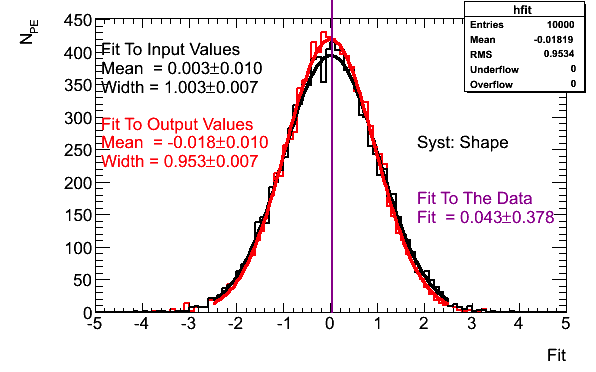 hfit
Entries 10000
Mean -0.01819
RMS 0.9534
Underflow 0
Overflow 0
N_PE
450
400
350
300
250
200
150
100
50
0
Fit To Input Values
Mean = 0.003±0.010
Width = 1.003±0.007
Fit To Output Values
Mean = -0.018±0.010
Width = 0.953±0.007
Syst: Shape
Fit To The Data
Fit = 0.043±0.378
-5 -4 -3 -2 -1 0 1 2 3 4 5
Fit